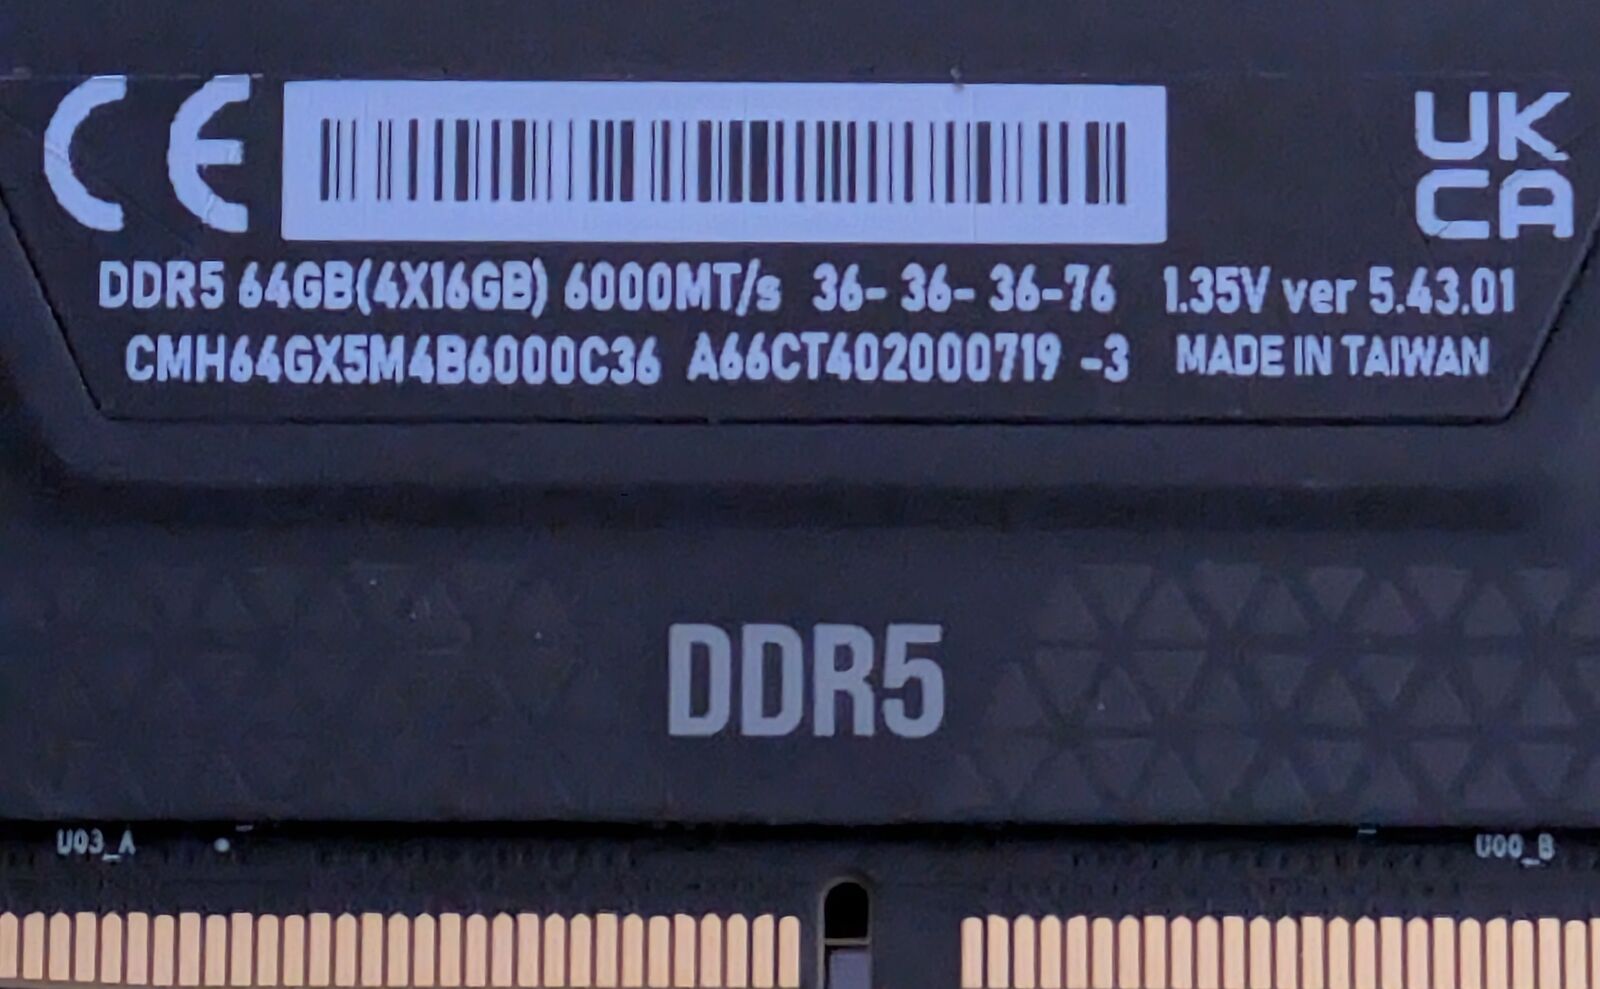 CE
UK
CA
DDR5 64GB(4X16GB) 6000MT/s 36- 36- 36-76 1.35V ver 5.43.01
CMH64GX5M4B6000C36 A66CT402000719 -3 MADE IN TAIWAN
DDR5
U03_A
U00_B